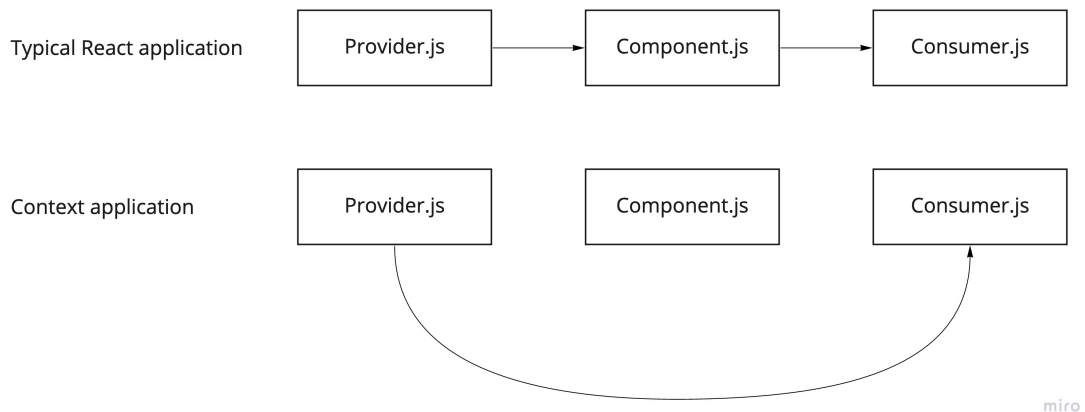 Typical React application
Provider.js
Component.js
Consumer.js
Context application
Provider.js
Component.js
Consumer.js
miro